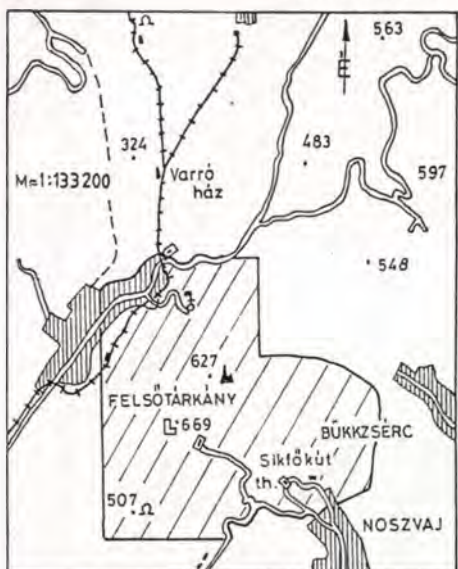 563
É
324
483
M=1:133200
Varró
ház
597
548
627
FELSŐTÁRKÁNY
669
BÜKKZSÉRC
Síkfőkút
th.
507
NOSZVAJ